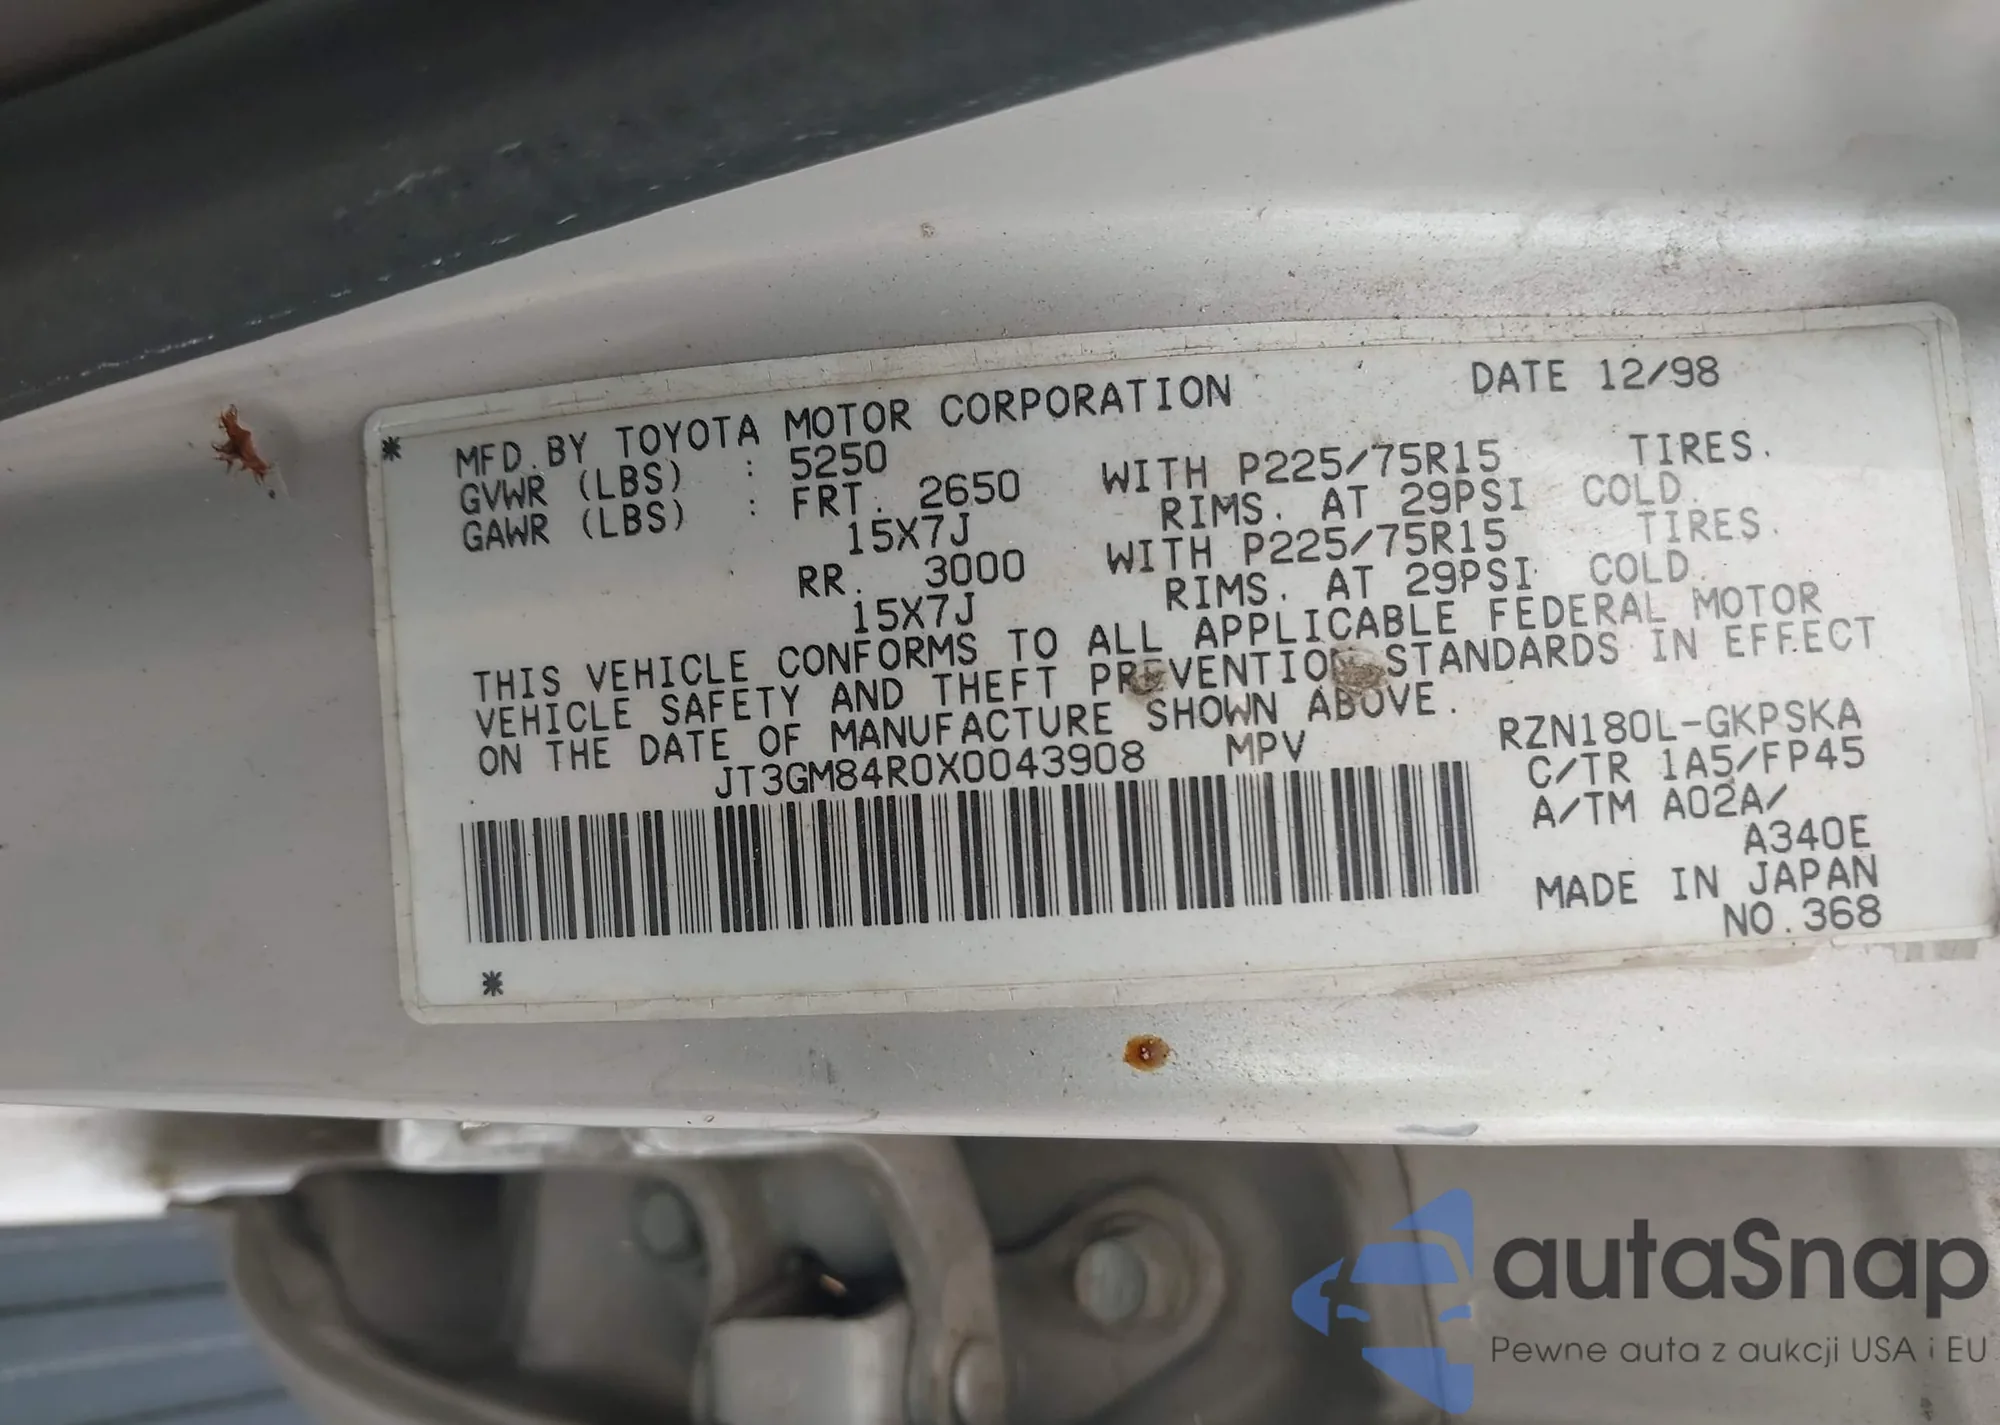 * MFD.BY TOYOTA MOTOR CORPORATION DATE 12/98
GVWR (LBS) : 5250
GAWR (LBS) : FRT. 2650 WITH P225/75R15 TIRES.
15X7J RIMS. AT 29PSI COLD.
RR. 3000 WITH P225/75R15 TIRES.
15X7J RIMS. AT 29PSI COLD
THIS VEHICLE CONFORMS TO ALL APPLICABLE FEDERAL MOTOR
VEHICLE SAFETY AND THEFT PREVENTION STANDARDS IN EFFECT
ON THE DATE OF MANUFACTURE SHOWN ABOVE.
JT3GM84R0X0043908 MPV RZN180L-GKPSKA
C/TR 1A5/FP45
A/TM A02A/
A340E
MADE IN JAPAN
NO.368
*
autaSnap
Pewne auta z aukcji USA i EU